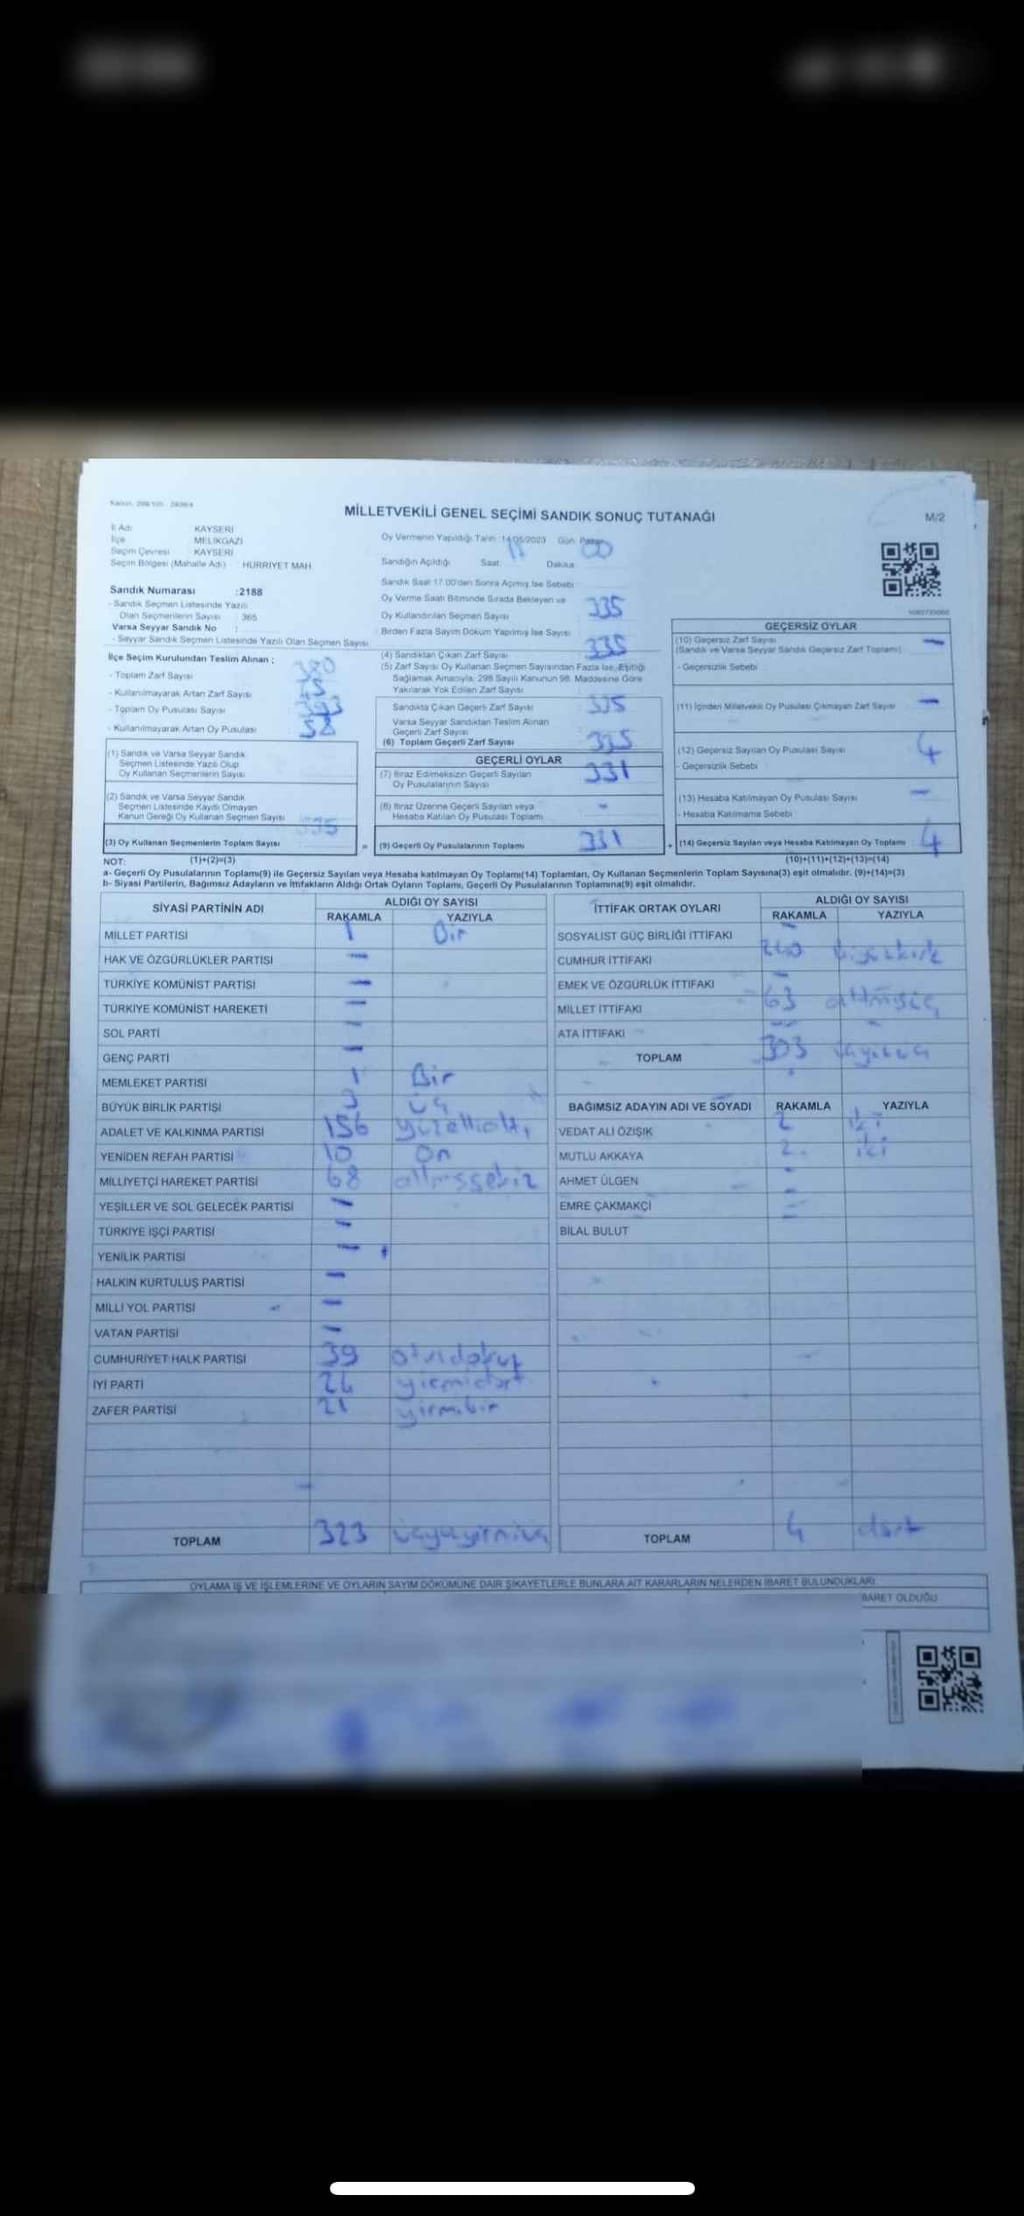 MİLLETVEKİLİ GENEL SEÇİMİ SANDIK SONUÇ TUTANAĞI
M/2
İl Adı KAYSERİ
İlçe MELİKGAZİ
Seçim Çevresi KAYSERİ
Seçim Bölgesi (Mahalle Adı) HÜRRİYET MAH
Sandık Numarası :2188
- Sandık Seçmen Listesinde Yazılı
Olan Seçmenlerin Sayısı 365
Varsa Seyyar Sandık No :
- Seyyar Sandık Seçmen Listesinde Yazılı Olan Seçmen Sayısı
İlçe Seçim Kurulundan Teslim Alınan ;
- Toplam Zarf Sayısı 380
- Kullanılmayarak Artan Zarf Sayısı
- Toplam Oy Pusulası Sayısı
- Kullanılmayarak Artan Oy Pusulası 58
(1) Sandık ve Varsa Seyyar Sandık
Seçmen Listesinde Yazılı Olup
Oy Kullanan Seçmenlerin Sayısı
(2) Sandık ve Varsa Seyyar Sandık
Seçmen Listesinde Kayıtlı Olmayan
Kanun Gereği Oy Kullanan Seçmen Sayısı
335
(3) Oy Kullanan Seçmenlerin Toplam Sayısı
Oy Vermenin Yapıldığı Tarih :14/05/2023 Gün: Pazar
Sandığın Açıldığı Saat: Dakika: 00
Sandık Saat 17.00'den Sonra Açılmış İse Sebebi
Oy Verme Saati Bitiminde Sırada Bekleyen ve
Oy Kullandırılan Seçmen Sayısı 335
Birden Fazla Sayım Döküm Yapılmış İse Sayısı
(4) Sandıktan Çıkan Zarf Sayısı 335
(5) Zarf Sayısı Oy Kullanan Seçmen Sayısından Fazla İse, Eşitliği
Sağlamak Amacıyla, 298 Sayılı Kanunun 98. Maddesine Göre
Yakılarak Yok Edilen Zarf Sayısı
Sandıkta Çıkan Geçerli Zarf Sayısı 335
Varsa Seyyar Sandıktan Teslim Alınan
Geçerli Zarf Sayısı
(6) Toplam Geçerli Zarf Sayısı 335
GEÇERLİ OYLAR
(7) İtiraz Edilmeksizin Geçerli Sayılan
Oy Pusulalarının Sayısı 331
(8) İtiraz Üzerine Geçerli Sayılan veya
Hesaba Katılan Oy Pusulası Toplamı -
= (9) Geçerli Oy Pusulalarının Toplamı 331
GEÇERSİZ OYLAR
(10) Geçersiz Zarf Sayısı -
(Sandık ve Varsa Seyyar Sandık Geçersiz Zarf Toplamı)
- Geçersizlik Sebebi
(11) İçinden Milletvekili Oy Pusulası Çıkmayan Zarf Sayısı -
(12) Geçersiz Sayılan Oy Pusulası Sayısı 4
- Geçersizlik Sebebi
(13) Hesaba Katılmayan Oy Pusulası Sayısı -
- Hesaba Katılmama Sebebi
+ (14) Geçersiz Sayılan veya Hesaba Katılmayan Oy Toplamı 4
NOT: (1)+(2)=(3) (10)+(11)+(12)+(13)=(14)
a- Geçerli Oy Pusulalarının Toplamı(9) ile Geçersiz Sayılan veya Hesaba katılmayan Oy Toplamı(14) Toplamları, Oy Kullanan Seçmenlerin Toplam Sayısına(3) eşit olmalıdır. (9)+(14)=(3)
b- Siyasi Partilerin, Bağımsız Adayların ve İttifakların Aldığı Ortak Oyların Toplamı, Geçerli Oy Pusulalarının Toplamına(9) eşit olmalıdır.
SİYASİ PARTİNİN ADI ALDIĞI OY SAYISI
RAKAMLA YAZIYLA
MİLLET PARTİSİ 1 Bir
HAK VE ÖZGÜRLÜKLER PARTİSİ -
TÜRKİYE KOMÜNİST PARTİSİ -
TÜRKİYE KOMÜNİST HAREKETİ -
SOL PARTİ -
GENÇ PARTİ -
MEMLEKET PARTİSİ 1 Bir
BÜYÜK BİRLİK PARTİSİ 3 üç
ADALET VE KALKINMA PARTİSİ 156 yüzellialtı
YENİDEN REFAH PARTİSİ 10 On
MİLLİYETÇİ HAREKET PARTİSİ 68 altmışsekiz
YEŞİLLER VE SOL GELECEK PARTİSİ -
TÜRKİYE İŞÇİ PARTİSİ -
YENİLİK PARTİSİ -
HALKIN KURTULUŞ PARTİSİ -
MİLLİ YOL PARTİSİ -
VATAN PARTİSİ -
CUMHURİYET HALK PARTİSİ 39 otuzdokuz
İYİ PARTİ 24 yirmidört
ZAFER PARTİSİ 21 yirmibir
TOPLAM 323 üçyüzyirmiüç
İTTİFAK ORTAK OYLARI ALDIĞI OY SAYISI
RAKAMLA YAZIYLA
SOSYALİST GÜÇ BİRLİĞİ İTTİFAKI -
CUMHUR İTTİFAKI
EMEK VE ÖZGÜRLÜK İTTİFAKI -
MİLLET İTTİFAKI 63 altmışüç
ATA İTTİFAKI -
TOPLAM 303
BAĞIMSIZ ADAYIN ADI VE SOYADI RAKAMLA YAZIYLA
VEDAT ALİ ÖZIŞIK 2 iki
MUTLU AKKAYA 2 iki
AHMET ÜLGEN -
EMRE ÇAKMAKÇI -
BİLAL BULUT
TOPLAM 4 dört
OYLAMA İŞ VE İŞLEMLERİNE VE OYLARIN SAYIM DÖKÜMÜNE DAİR ŞİKAYETLERLE BUNLARA AİT KARARLARIN NELERDEN İBARET BULUNDUKLARI
BARET OLDUĞU